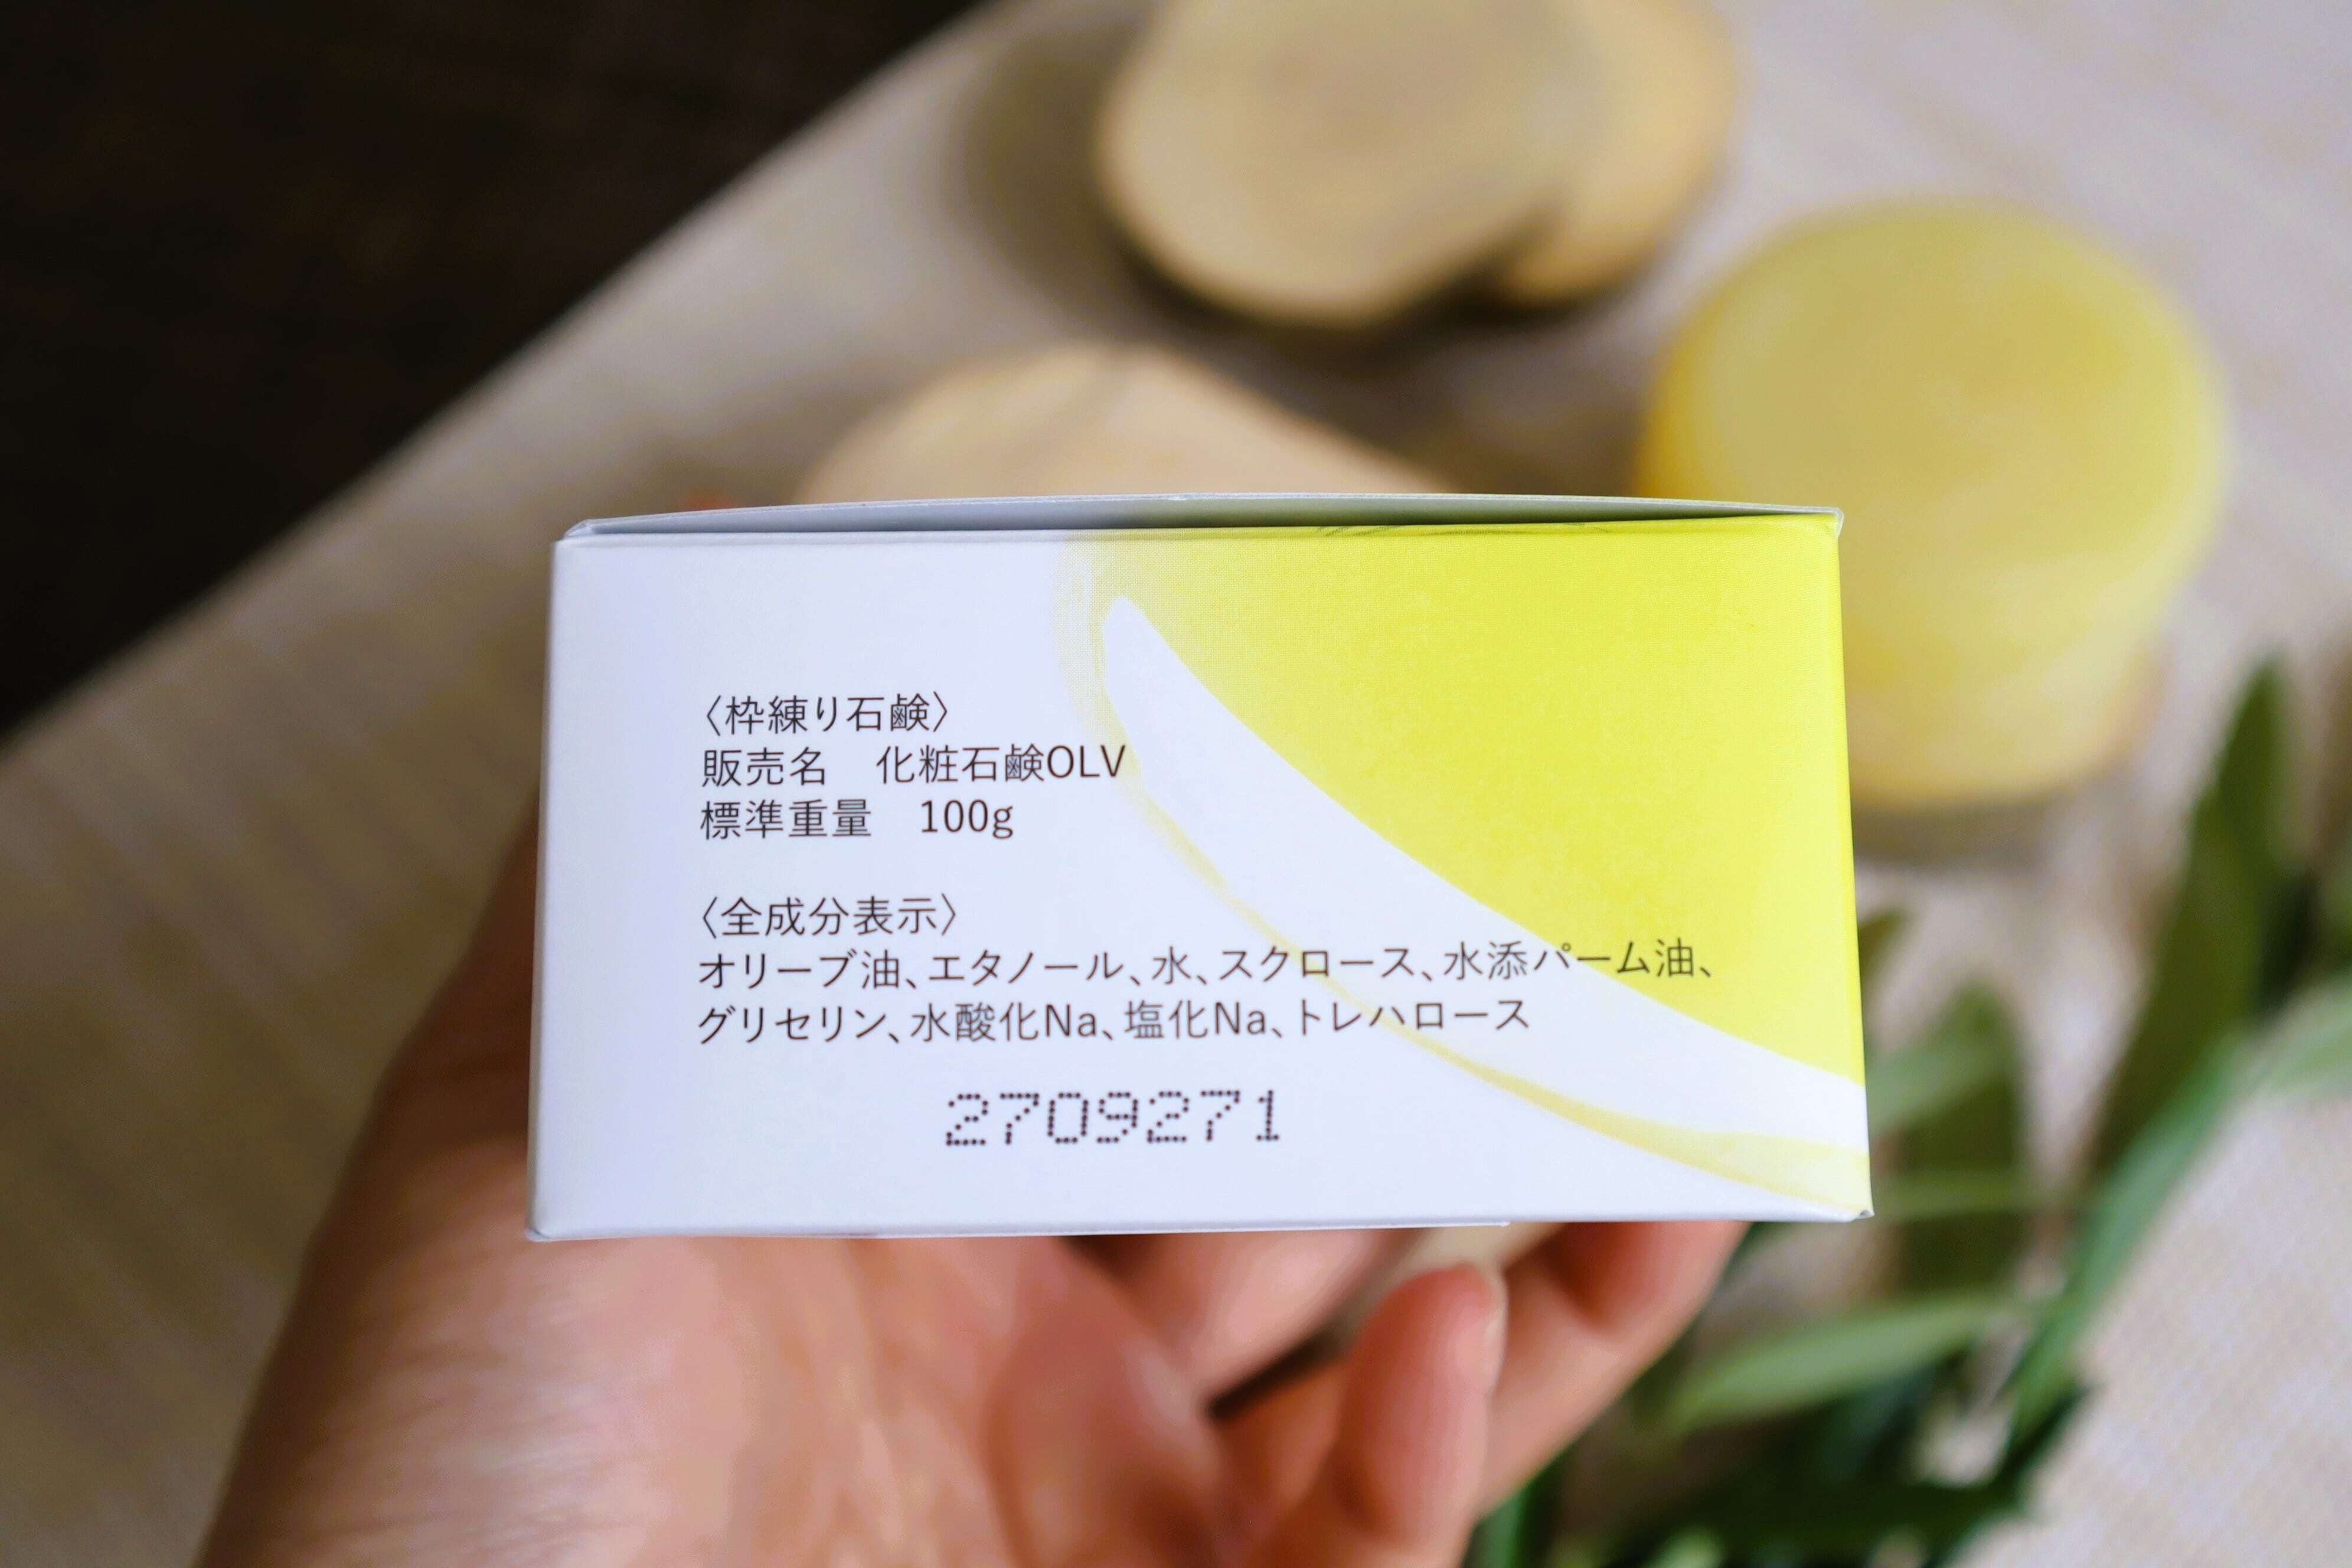 〈枠練り石鹸〉
販売名　化粧石鹸OLV
標準重量　100g
〈全成分表示〉
オリーブ油、エタノール、水、スクロース、水添パーム油、
グリセリン、水酸化Na、塩化Na、トレハロース
2709271